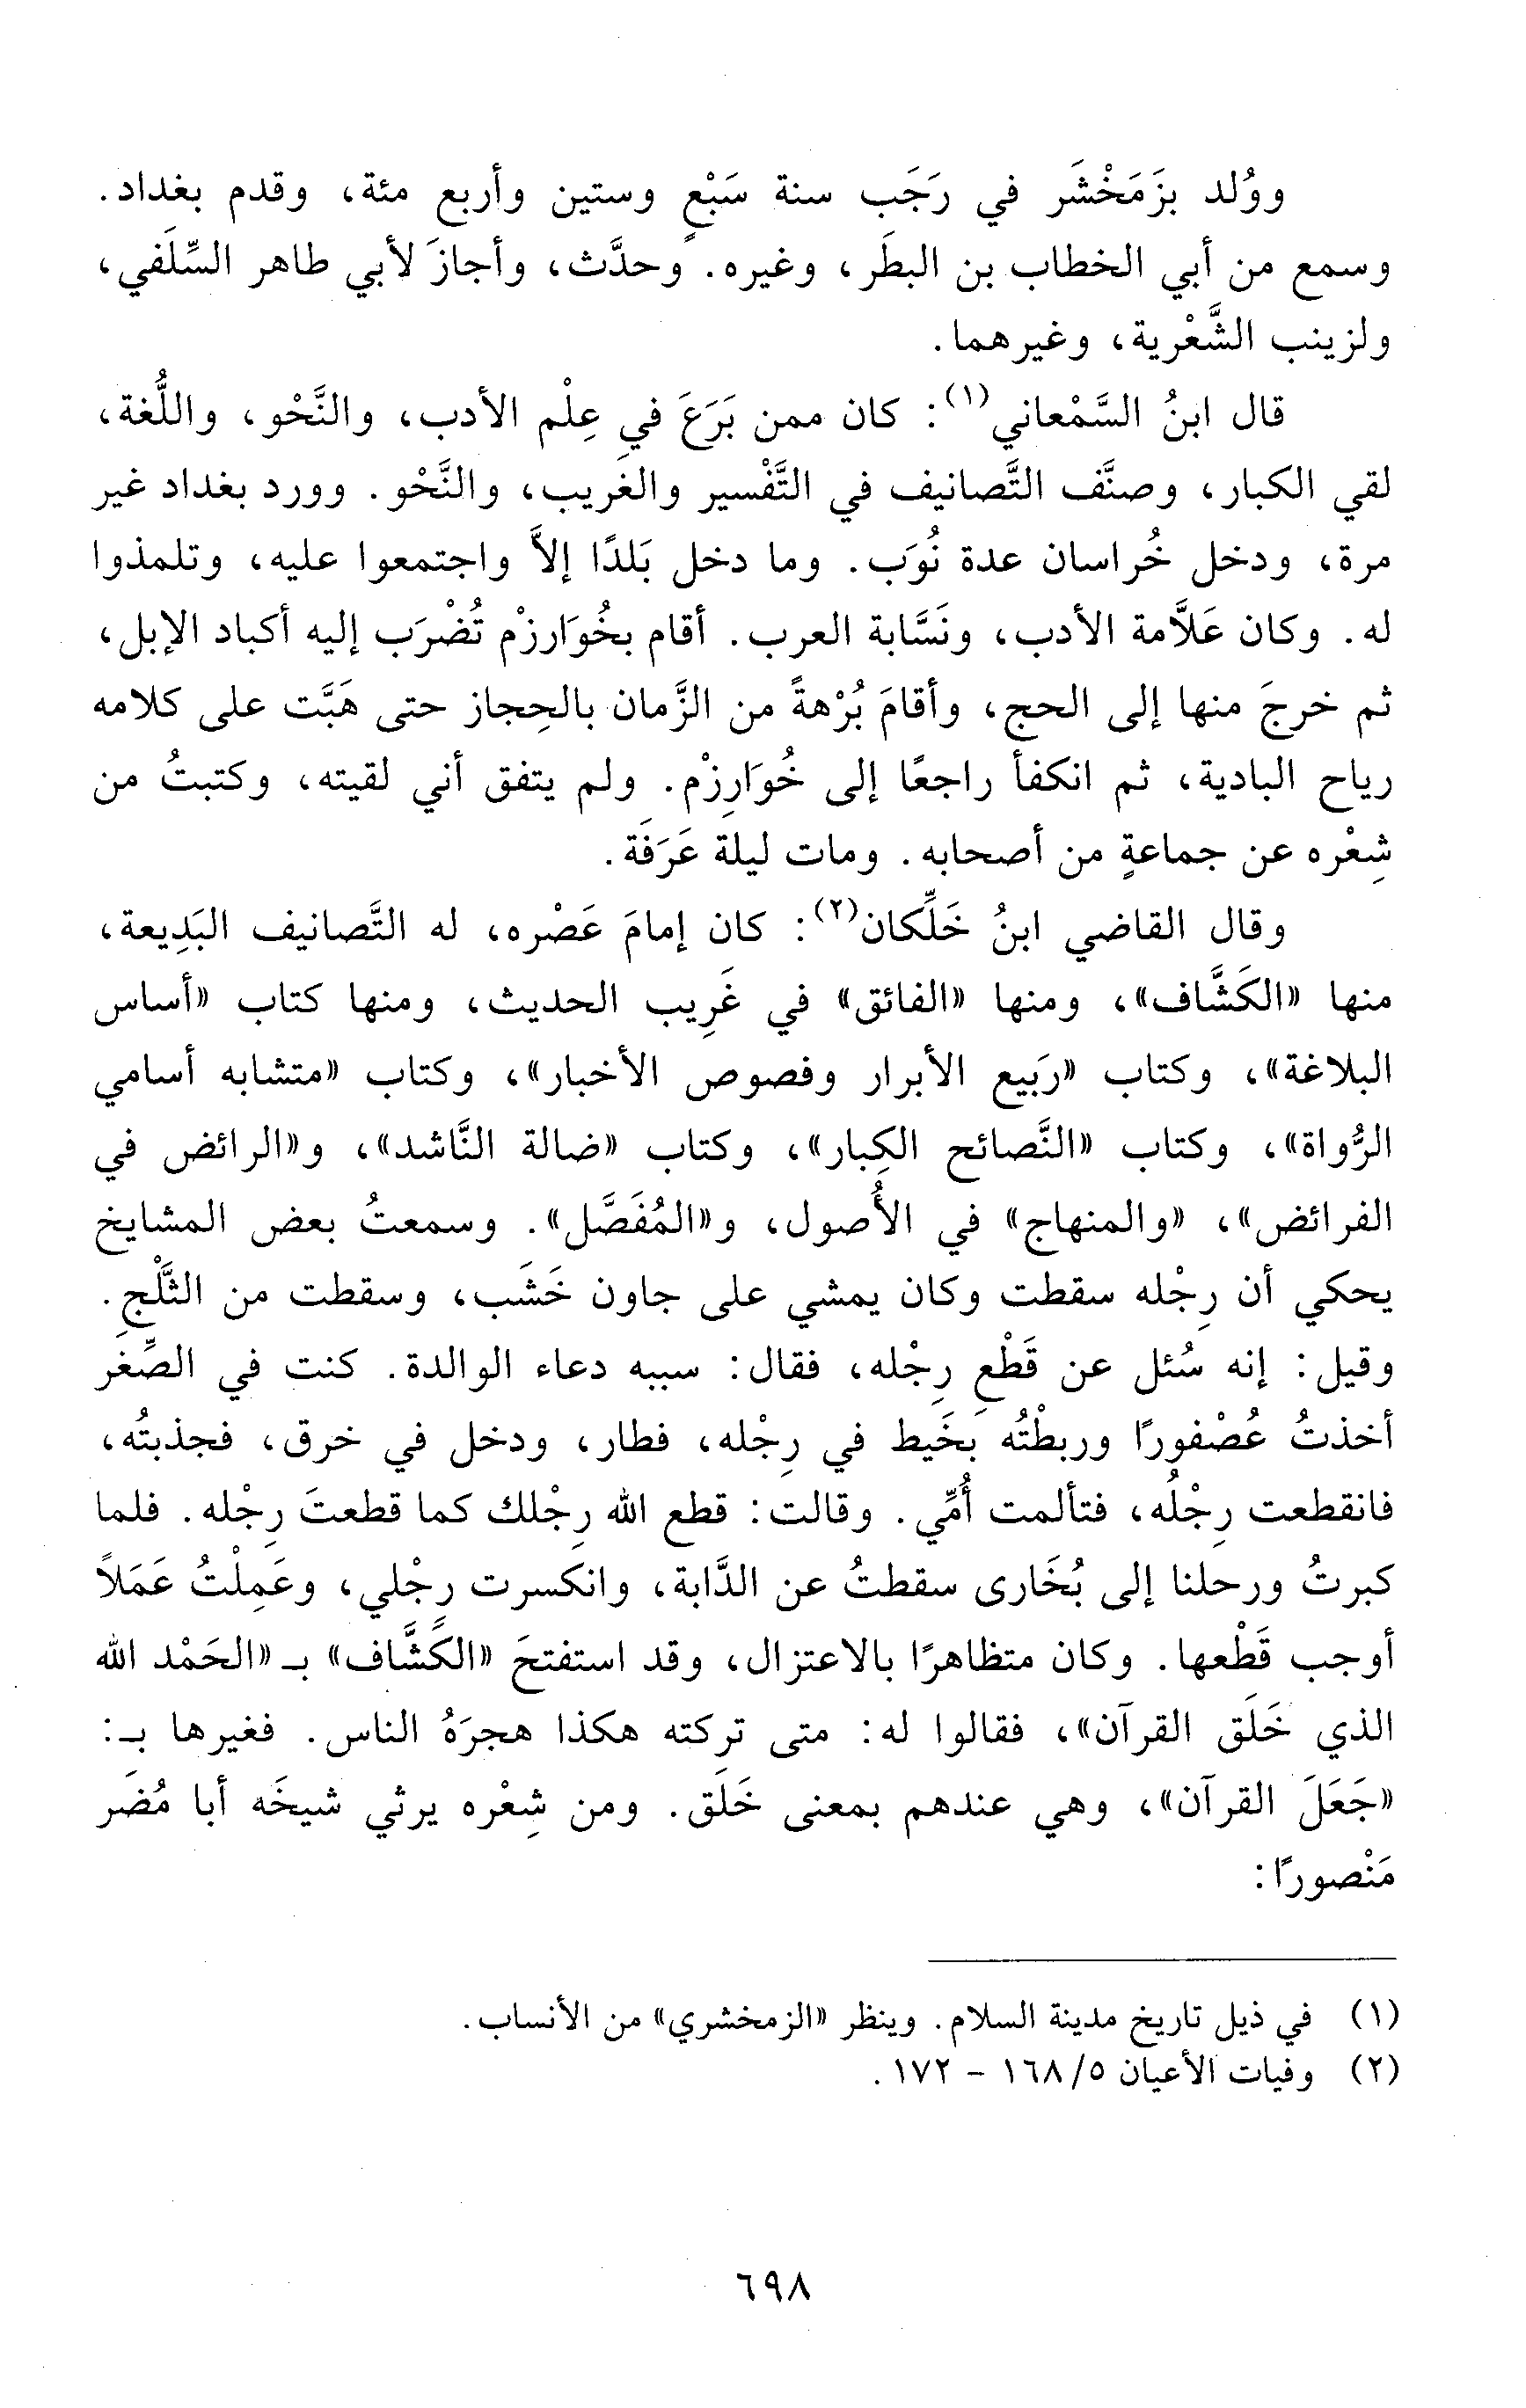 ووُلد بزَمَخْشَر في رَجَب سنة سَبْعٍ وستين وأربع مئة، وقدم بغداد.
وسمع من أبي الخطاب بن البطَر، وغيره. وحدَّث، وأجازَ لأبي طاهر السِّلَفي،
ولزينب الشَّعْرية، وغيرهما.
قال ابنُ السَّمْعاني(١): كان ممن بَرَعَ في عِلْم الأدب، والنَّحْو، واللُّغة،
لقي الكبار، وصنَّف التَّصانيف في التَّفْسير والغَريب، والنَّحْو. وورد بغداد غير
مرة، ودخل خُراسان عدة نُوَب. وما دخل بَلدًا إلاَّ واجتمعوا عليه، وتلمذوا
له. وكان عَلاَّمة الأدب، ونَسَّابة العرب. أقام بخُوَارزْم تُضْرَب إليه أكباد الإبل،
ثم خرجَ منها إلى الحج، وأقامَ بُرْهةً من الزَّمان بالحِجاز حتى هَبَّت على كلامه
رياح البادية، ثم انكفأ راجعًا إلى خُوَارِزْم. ولم يتفق أني لقيته، وكتبتُ من
شِعْره عن جماعةٍ من أصحابه. ومات ليلة عَرَفَة.
وقال القاضي ابنُ خَلِّكان(٢): كان إمامَ عَصْره، له التَّصانيف البَدِيعة،
منها «الكَشَّاف»، ومنها «الفائق» في غَرِيب الحديث، ومنها كتاب «أساس
البلاغة»، وكتاب «رَبيع الأبرار وفصوص الأخبار»، وكتاب «متشابه أسامي
الرُّواة»، وكتاب «النَّصائح الكِبار»، وكتاب «ضالة النَّاشد»، و«الرائض في
الفرائض»، «والمنهاج» في الأُصول، و«المُفَصَّل». وسمعتُ بعض المشايخ
يحكي أن رِجْله سقطت وكان يمشي على جاون خَشَب، وسقطت من الثَّلْجِ.
وقيل: إنه سُئل عن قَطْعِ رِجْله، فقال: سببه دعاء الوالدة. كنت في الصِّغَر
أخذتُ عُصْفورًا وربطْتُه بخَيط في رِجْله، فطار، ودخل في خرق، فجذبتُه،
فانقطعت رِجْلُه، فتألمت أُمِّي. وقالت: قطع الله رِجْلك كما قطعتَ رِجْله. فلما
كبرتُ ورحلنا إلى بُخَارى سقطتُ عن الدَّابة، وانكسرت رجْلي، وعَمِلْتُ عَمَلاً
أوجب قَطْعها. وكان متظاهرًا بالاعتزال، وقد استفتحَ «الكَشَّاف» بـ «الحَمْد الله
الذي خَلَق القرآن»، فقالوا له: متى تركته هكذا هجرَهُ الناس. فغيرها بـ:
«جَعَلَ القرآن»، وهي عندهم بمعنى خَلَق. ومن شِعْره يرثي شيخَه أبا مُضَر
مَنْصورًا:
(١) في ذيل تاريخ مدينة السلام. وينظر «الزمخشري» من الأنساب.
(٢) وفيات الأعيان ٥/ ١٦٨ - ١٧٢.
٦٩٨